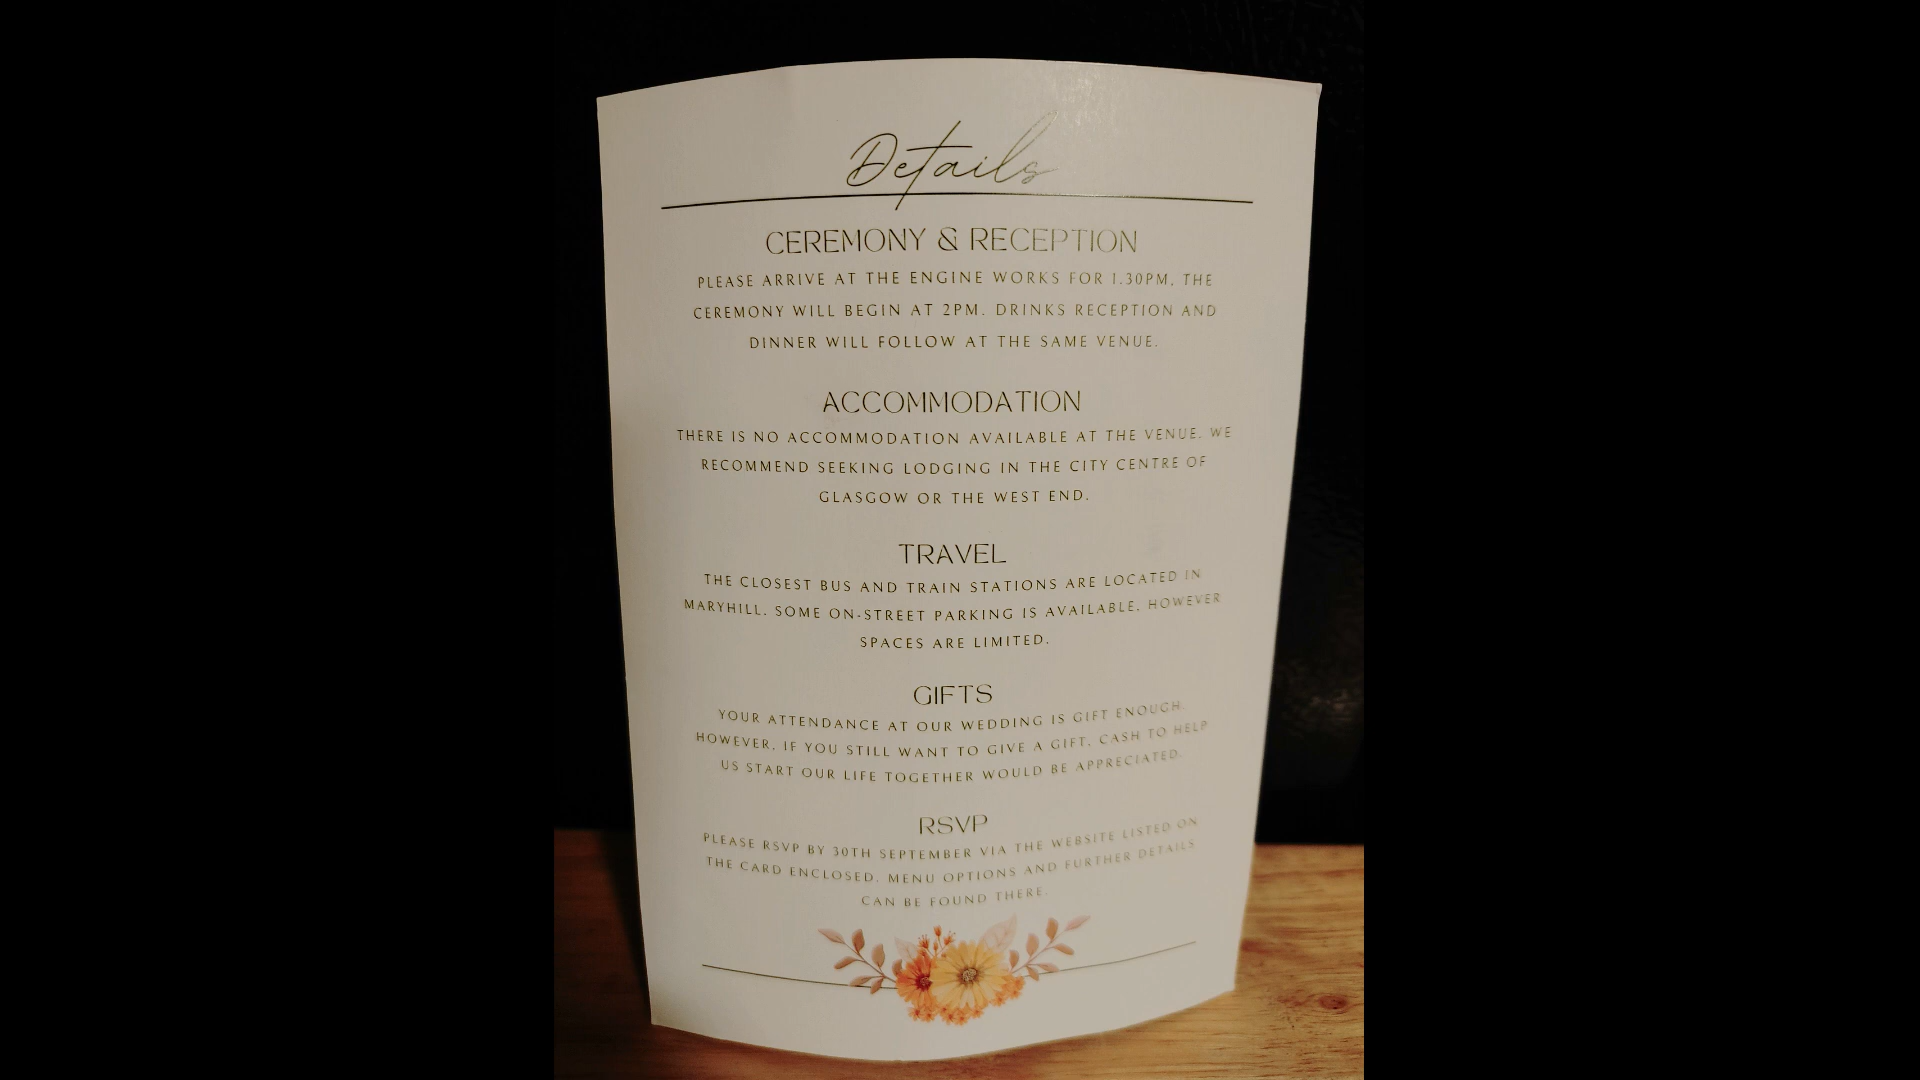 Details
CEREMONY & RECEPTION
PLEASE ARRIVE AT THE ENGINE WORKS FOR 1.30PM, THE
CEREMONY WILL BEGIN AT 2PM. DRINKS RECEPTION AND
DINNER WILL FOLLOW AT THE SAME VENUE.
ACCOMMODATION
THERE IS NO ACCOMMODATION AVAILABLE AT THE VENUE. WE
RECOMMEND SEEKING LODGING IN THE CITY CENTRE OF
GLASGOW OR THE WEST END.
TRAVEL
THE CLOSEST BUS AND TRAIN STATIONS ARE LOCATED IN
MARYHILL. SOME ON-STREET PARKING IS AVAILABLE, HOWEVER
SPACES ARE LIMITED.
GIFTS
YOUR ATTENDANCE AT OUR WEDDING IS GIFT ENOUGH.
HOWEVER, IF YOU STILL WANT TO GIVE A GIFT, CASH TO HELP
US START OUR LIFE TOGETHER WOULD BE APPRECIATED.
RSVP
PLEASE RSVP BY 30TH SEPTEMBER VIA THE WEBSITE LISTED ON
THE CARD ENCLOSED. MENU OPTIONS AND FURTHER DETAILS
CAN BE FOUND THERE.